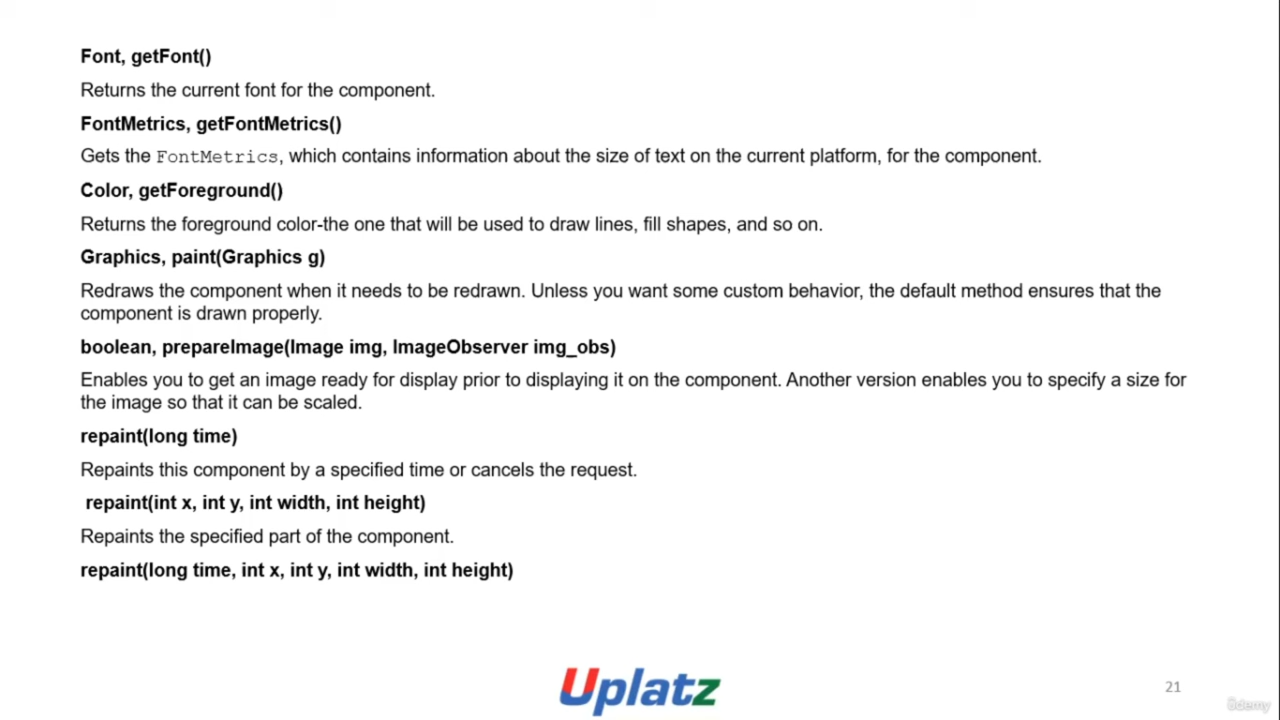 Font, getFont()
Returns the current font for the component.
FontMetrics, getFontMetrics()
Gets the FontMetrics, which contains information about the size of text on the current platform, for the component.
Color, getForeground()
Returns the foreground color-the one that will be used to draw lines, fill shapes, and so on.
Graphics, paint(Graphics g)
Redraws the component when it needs to be redrawn. Unless you want some custom behavior, the default method ensures that the
component is drawn properly.
boolean, prepareImage(Image img, ImageObserver img_obs)
Enables you to get an image ready for display prior to displaying it on the component. Another version enables you to specify a size for
the image so that it can be scaled.
repaint(long time)
Repaints this component by a specified time or cancels the request.
repaint(int x, int y, int width, int height)
Repaints the specified part of the component.
repaint(long time, int x, int y, int width, int height)
Uplatz
21
ûdemy